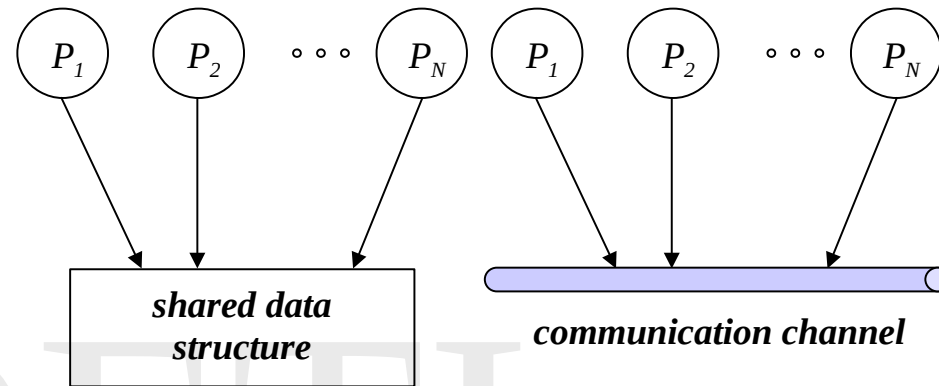 P1 P2 ∘ ∘ ∘ PN P1 P2 ∘ ∘ ∘ PN
shared data
structure
communication channel